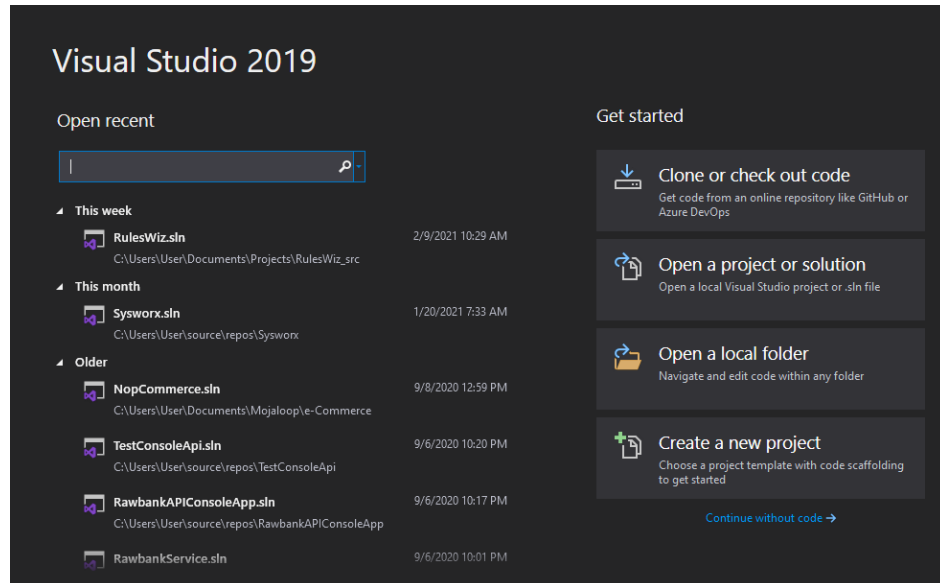 Visual Studio 2019
Open recent
This week
RulesWiz.sln 2/9/2021 10:29 AM
C:\Users\User\Documents\Projects\RulesWiz_src
This month
Sysworx.sln 1/20/2021 7:33 AM
C:\Users\User\source\repos\Sysworx
Older
NopCommerce.sln 9/8/2020 12:59 PM
C:\Users\User\Documents\Mojaloop\e-Commerce
TestConsoleApi.sln 9/6/2020 10:20 PM
C:\Users\User\source\repos\TestConsoleApi
RawbankAPIConsoleApp.sln 9/6/2020 10:17 PM
C:\Users\User\source\repos\RawbankAPIConsoleApp
RawbankService.sln 9/6/2020 10:01 PM
Get started
Clone or check out code
Get code from an online repository like GitHub or
Azure DevOps
Open a project or solution
Open a local Visual Studio project or .sln file
Open a local folder
Navigate and edit code within any folder
Create a new project
Choose a project template with code scaffolding
to get started
Continue without code →